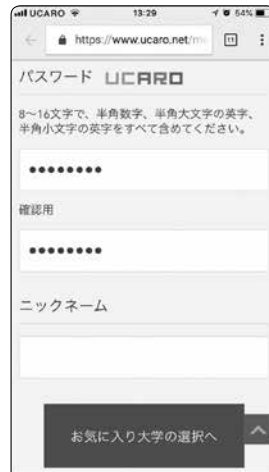 UCARO 13:29 64%
https://www.ucaro.net/m
パスワード UCARO
8〜16文字で、半角数字、半角大文字の英字、
半角小文字の英字をすべて含めてください。
●●●●●●●●
確認用
●●●●●●●●
ニックネーム
お気に入り大学の選択へ